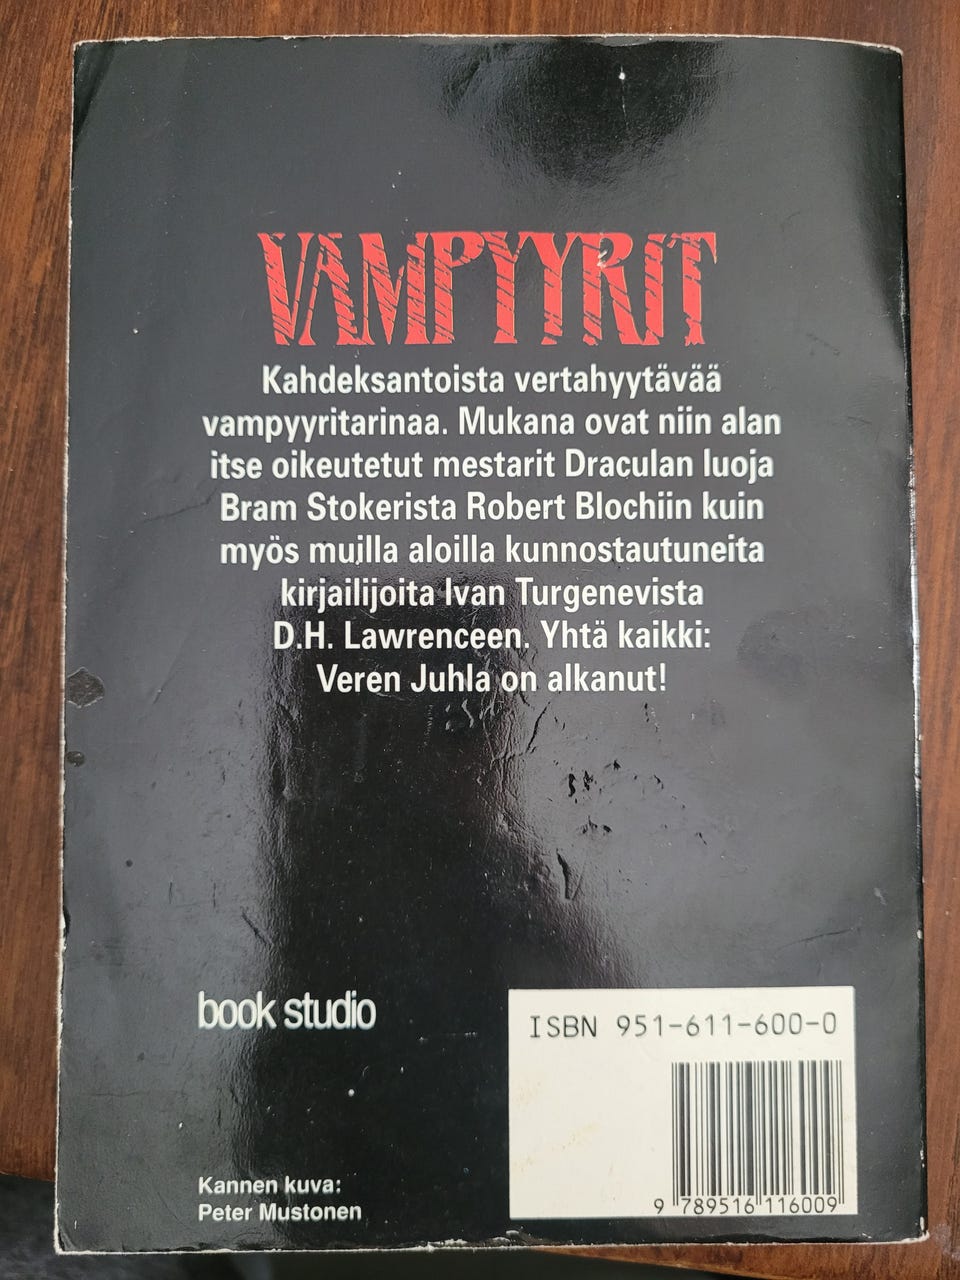 VAMPYYRIT
Kahdeksantoista vertahyytävää
vampyyritarinaa. Mukana ovat niin alan
itse oikeutetut mestarit Draculan luoja
Bram Stokerista Robert Blochiin kuin
myös muilla aloilla kunnostautuneita
kirjailijoita Ivan Turgenevista
D.H. Lawrenceen. Yhtä kaikki:
Veren Juhla on alkanut!
book studio
ISBN 951-611-600-0
9 789516 116009
Kannen kuva:
Peter Mustonen